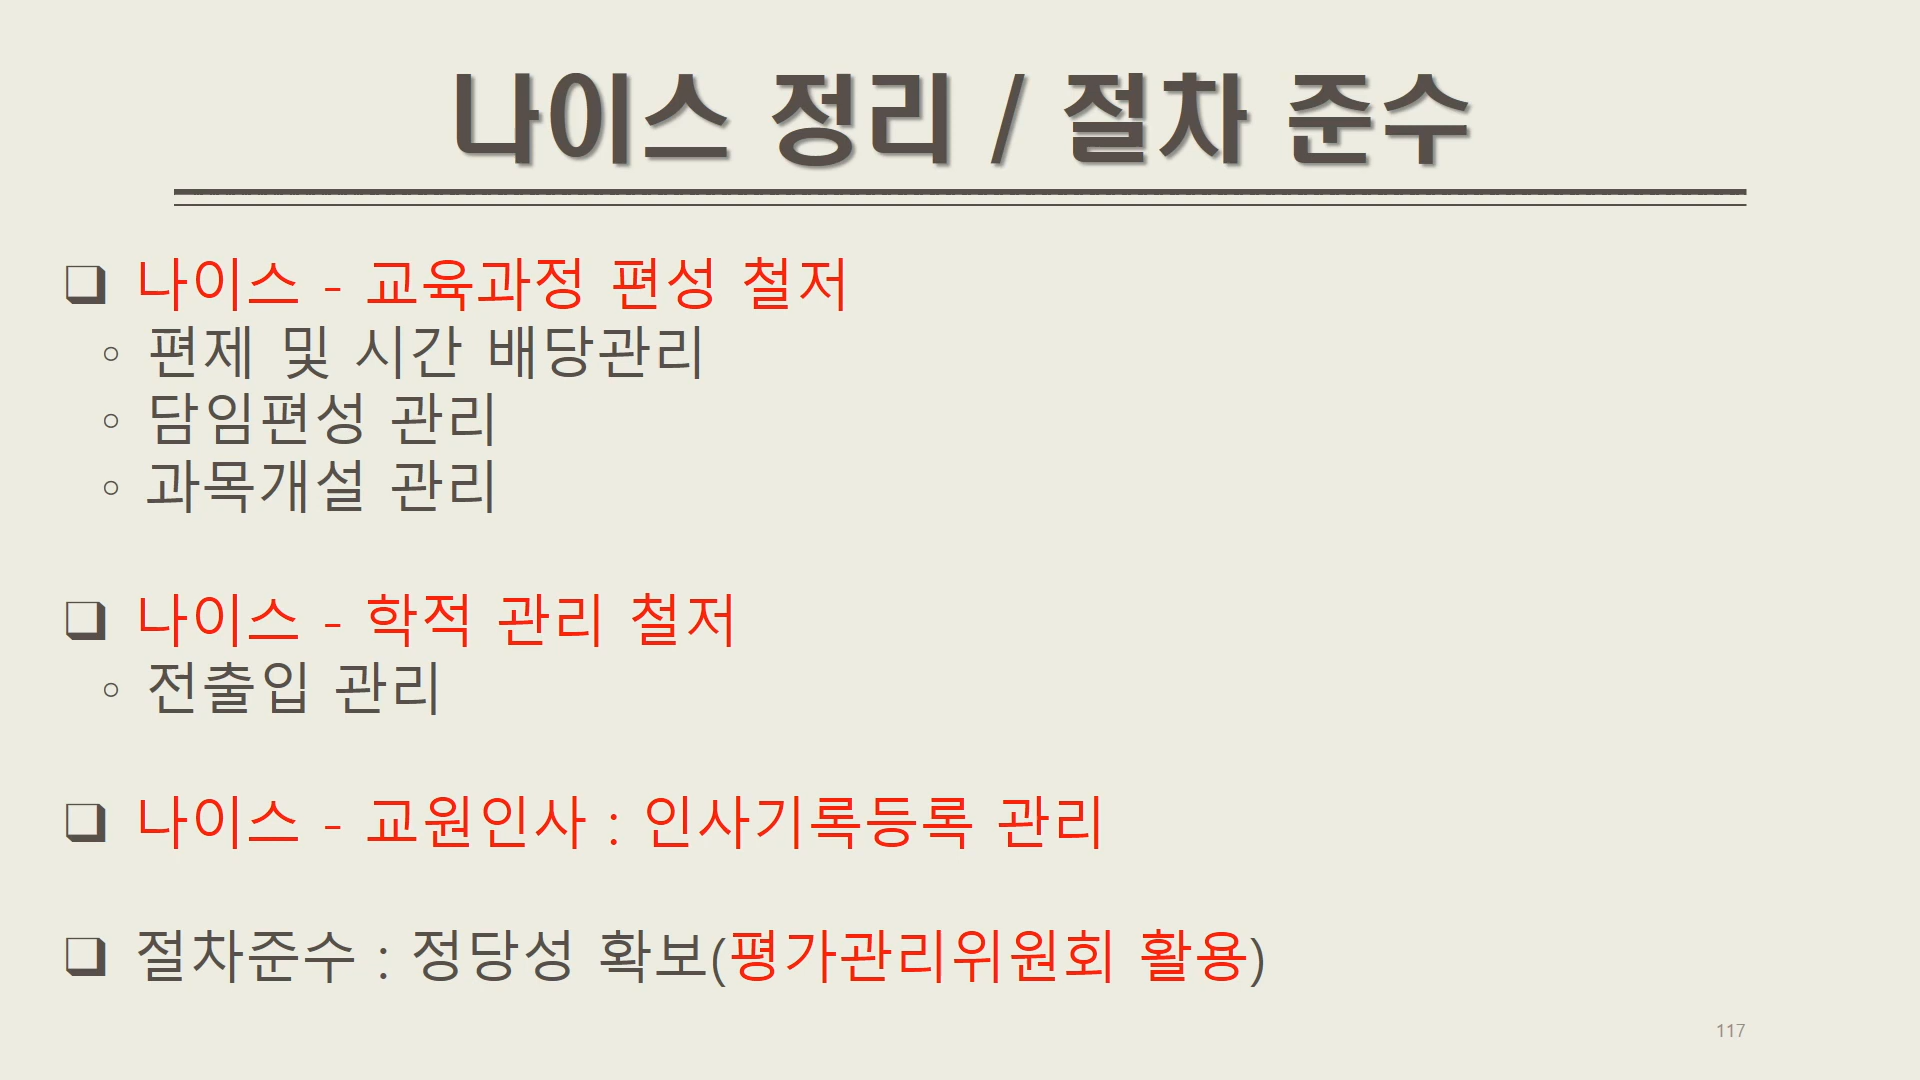 나이스 정리 / 절차 준수
❑ 나이스 - 교육과정 편성 철저
◦ 편제 및 시간 배당관리
◦ 담임편성 관리
◦ 과목개설 관리
❑ 나이스 - 학적 관리 철저
◦ 전출입 관리
❑ 나이스 - 교원인사 : 인사기록등록 관리
❑ 절차준수 : 정당성 확보(평가관리위원회 활용)
117